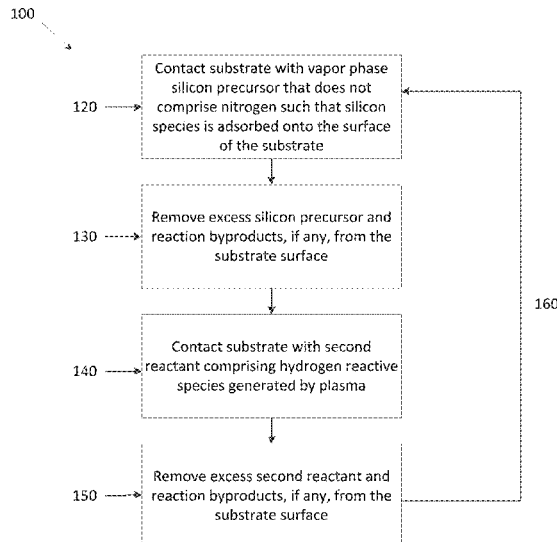 100
Contact substrate with vapor phase
silicon precursor that does not
comprise nitrogen such that silicon
species is adsorbed onto the surface
of the substrate
120
Remove excess silicon precursor and
reaction byproducts, if any, from the
substrate surface
130
160
Contact substrate with second
reactant comprising hydrogen reactive
species generated by plasma
140
Remove excess second reactant and
reaction byproducts, if any, from the
substrate surface
150